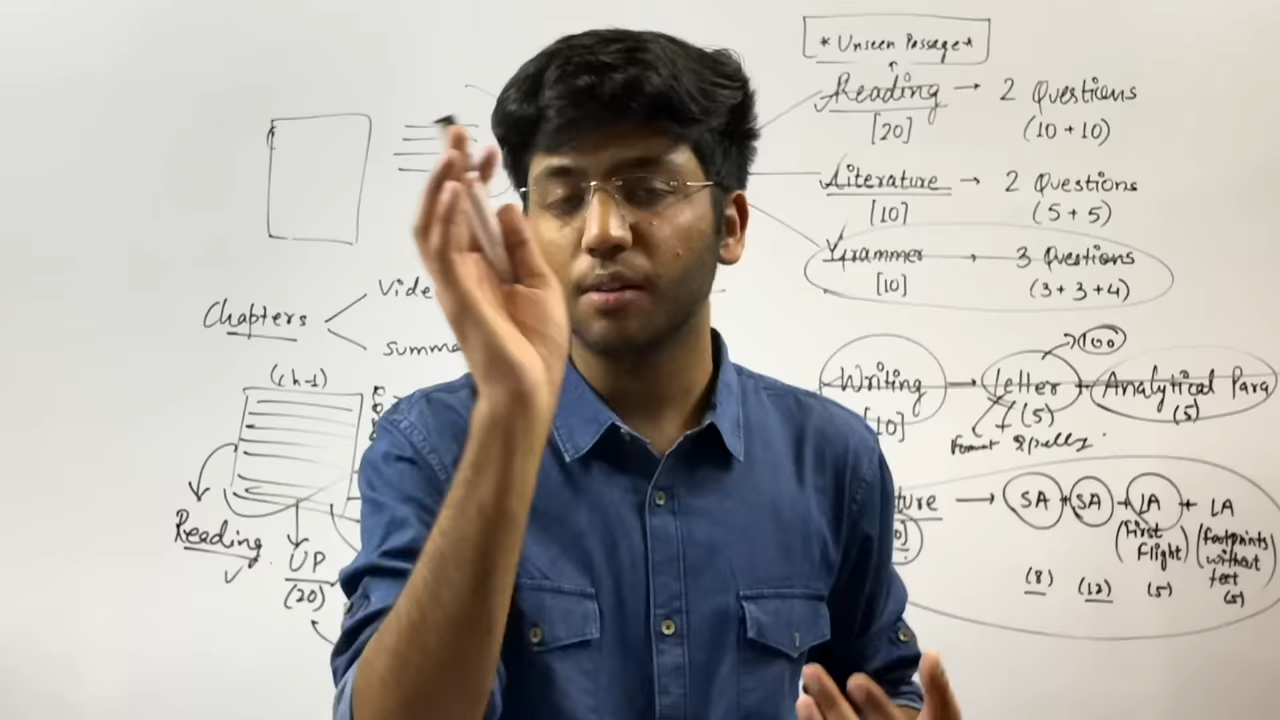 * Unseen Passage *
Reading → 2 Questions
[20] (10 + 10)
Literature → 2 Questions
[10] (5 + 5)
Grammer → 3 Questions
[10] (3 + 3 + 4)
Chapters
Vide
summa
(Ch-1)
Reading
UP
(20)
100
Writing → Letter + Analytical Para
[10] (5) (5)
Format
ture → SA + SA + LA + LA
(First Flight) (footprints without feet
(8) (12) (5) (5)